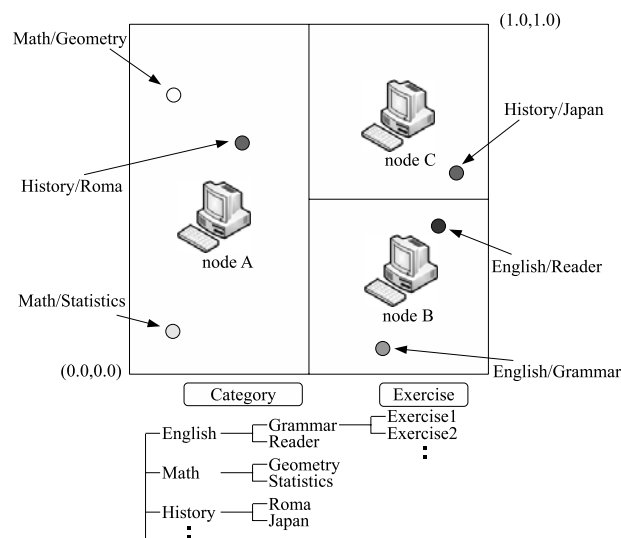 (1.0,1.0)
Math/Geometry
History/Japan
node C
History/Roma
node A
English/Reader
Math/Statistics
node B
(0.0,0.0)
English/Grammar
Category
Exercise
English
Grammar
Reader
Exercise1
Exercise2
Math
Geometry
Statistics
History
Roma
Japan